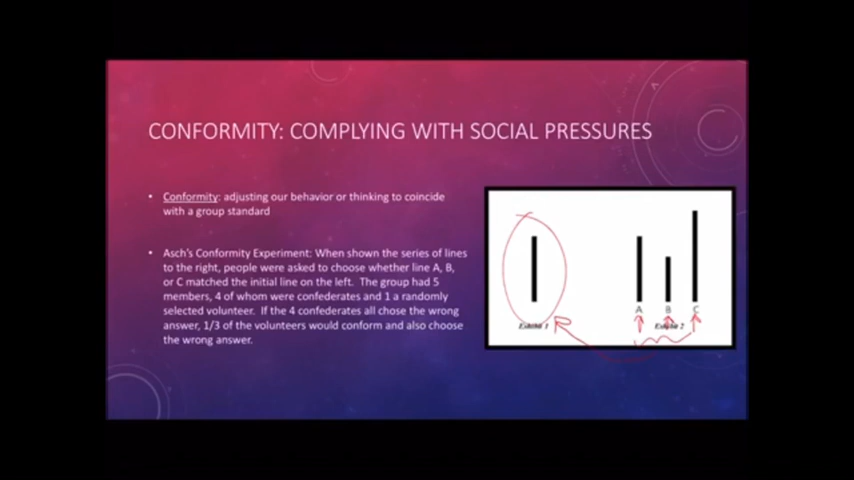 CONFORMITY: COMPLYING WITH SOCIAL PRESSURES
• Conformity: adjusting our behavior or thinking to coincide
with a group standard
• Asch's Conformity Experiment: When shown the series of lines
to the right, people were asked to choose whether line A, B,
or C matched the initial line on the left. The group had 5
members, 4 of whom were confederates and 1 a randomly
selected volunteer. If the 4 confederates all chose the wrong
answer, 1/3 of the volunteers would conform and also choose
the wrong answer.
A B C
Exhibit 1 Exhibit 2